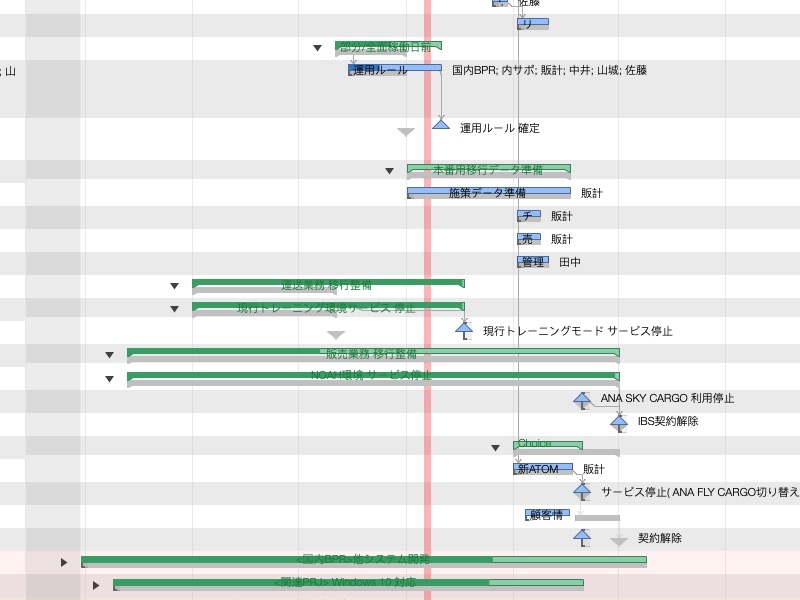 佐藤
リ
部分/全面稼働日前
; 山
運用ルール
国内BPR; 内サポ; 販計; 中井; 山城; 佐藤
運用ルール 確定
本番用移行データ準備
施策データ準備 販計
チ 販計
売 販計
管理 田中
運送業務 移行整備
現行トレーニング環境サービス 停止
現行トレーニングモード サービス停止
販売業務 移行整備
NOAH環境 サービス停止
ANA SKY CARGO 利用停止
IBS契約解除
Choice
新ATOM 販計
サービス停止( ANA FLY CARGO切り替え
顧客情
契約解除
<国内BPR>他システム開発
<関連PRJ> Windows 10 対応